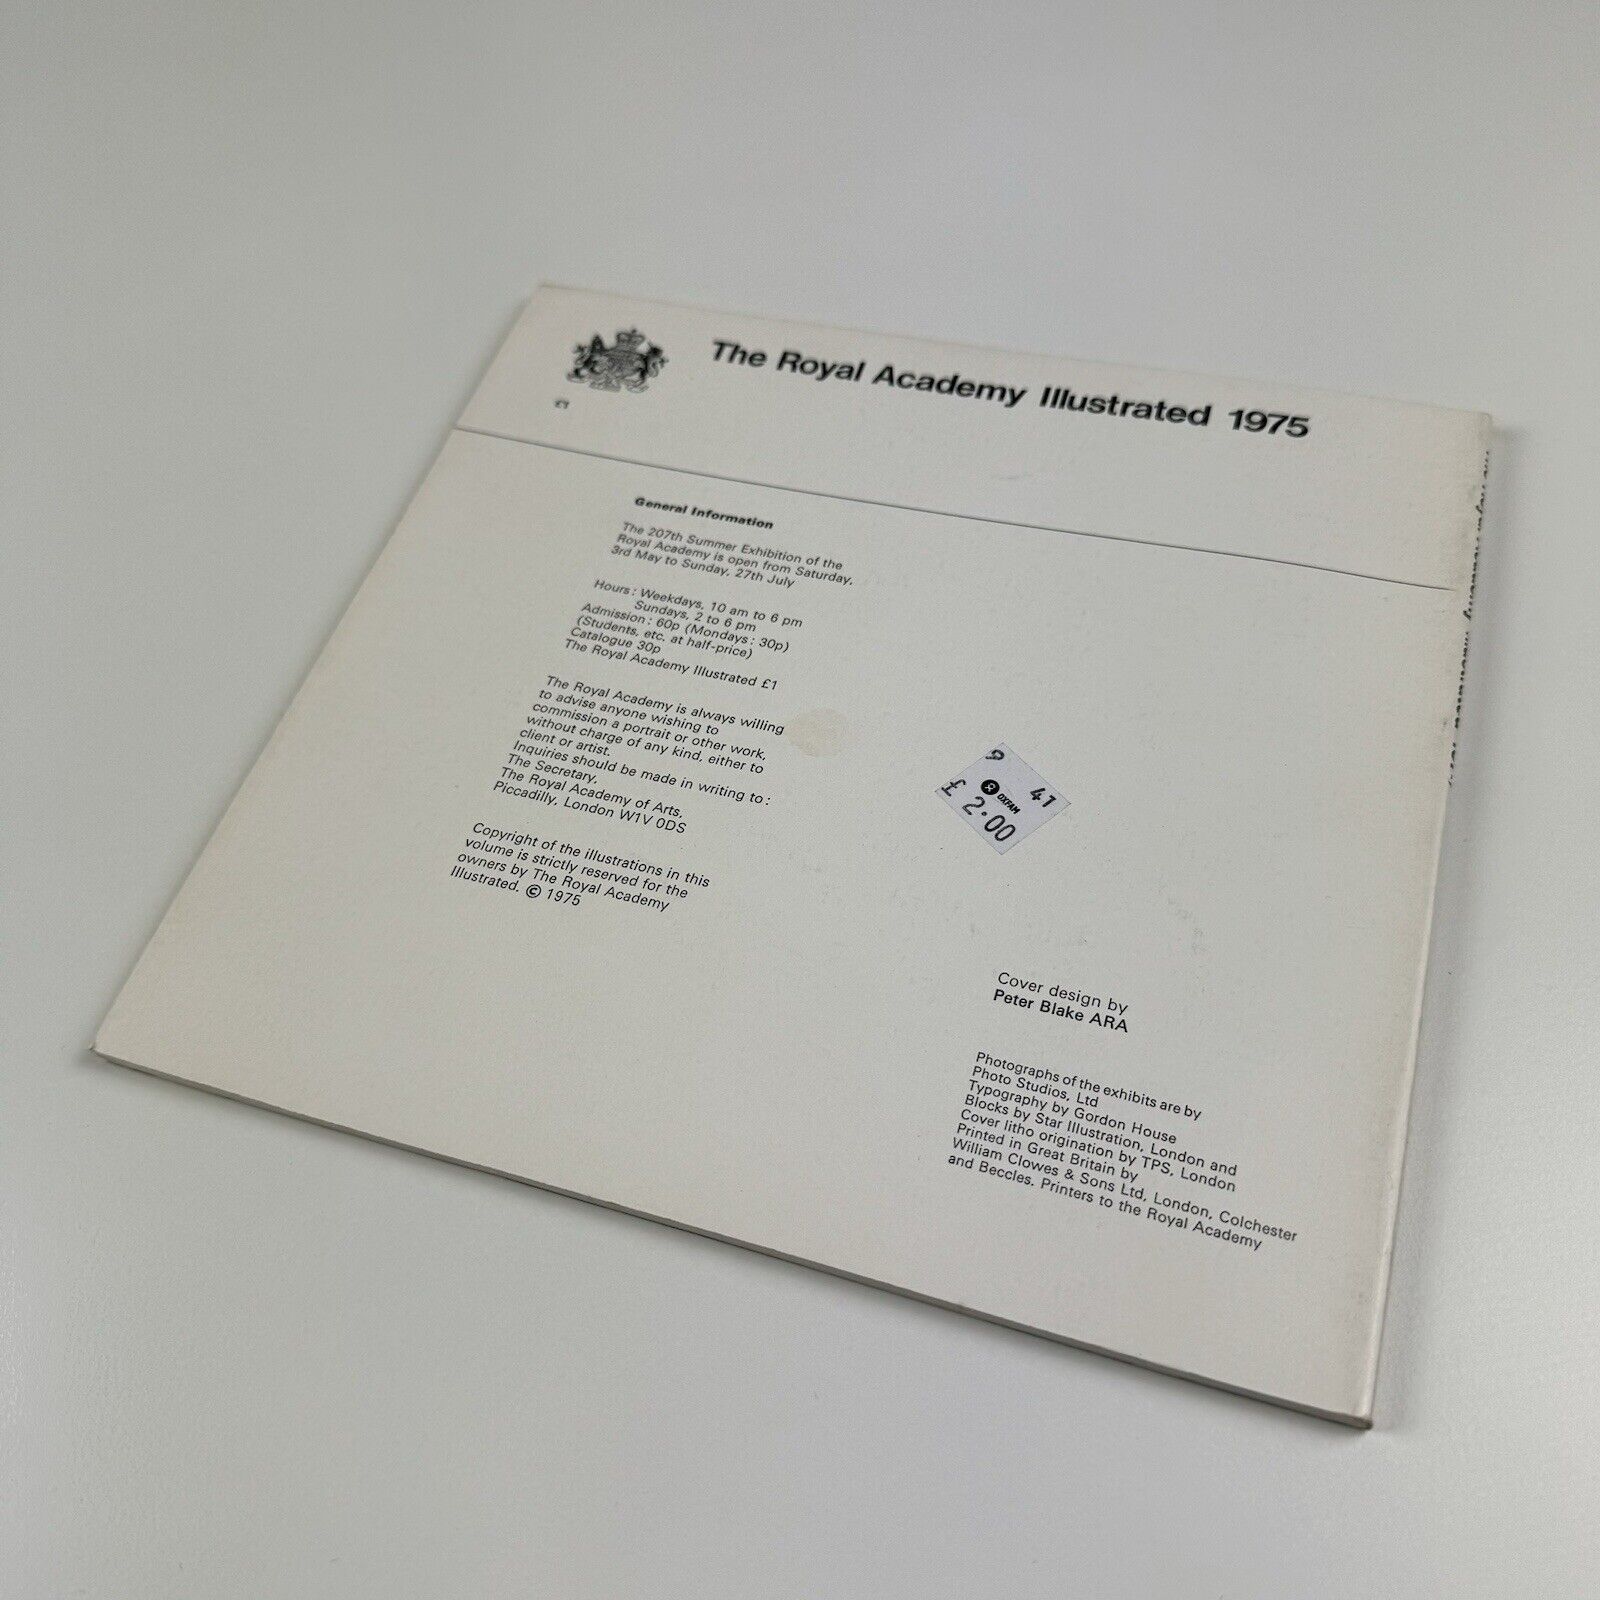 The Royal Academy Illustrated 1975
£1
General Information
The 207th Summer Exhibition of the
Royal Academy is open from Saturday,
3rd May to Sunday, 27th July
Hours: Weekdays, 10 am to 6 pm
Sundays, 2 to 6 pm
Admission: 60p (Mondays: 30p)
(Students, etc. at half-price)
Catalogue 30p
The Royal Academy Illustrated £1
The Royal Academy is always willing
to advise anyone wishing to
commission a portrait or other work,
without charge of any kind, either to
client or artist.
Inquiries should be made in writing to:
The Secretary,
The Royal Academy of Arts,
Piccadilly, London W1V 0DS
Copyright of the illustrations in this
volume is strictly reserved for the
owners by The Royal Academy
Illustrated. © 1975
9 41
OXFAM
£ 2·00
Cover design by
Peter Blake ARA
Photographs of the exhibits are by
Photo Studios, Ltd
Typography by Gordon House
Blocks by Star Illustration, London and
Cover litho origination by TPS, London
Printed in Great Britain by
William Clowes & Sons Ltd, London, Colchester
and Beccles. Printers to the Royal Academy